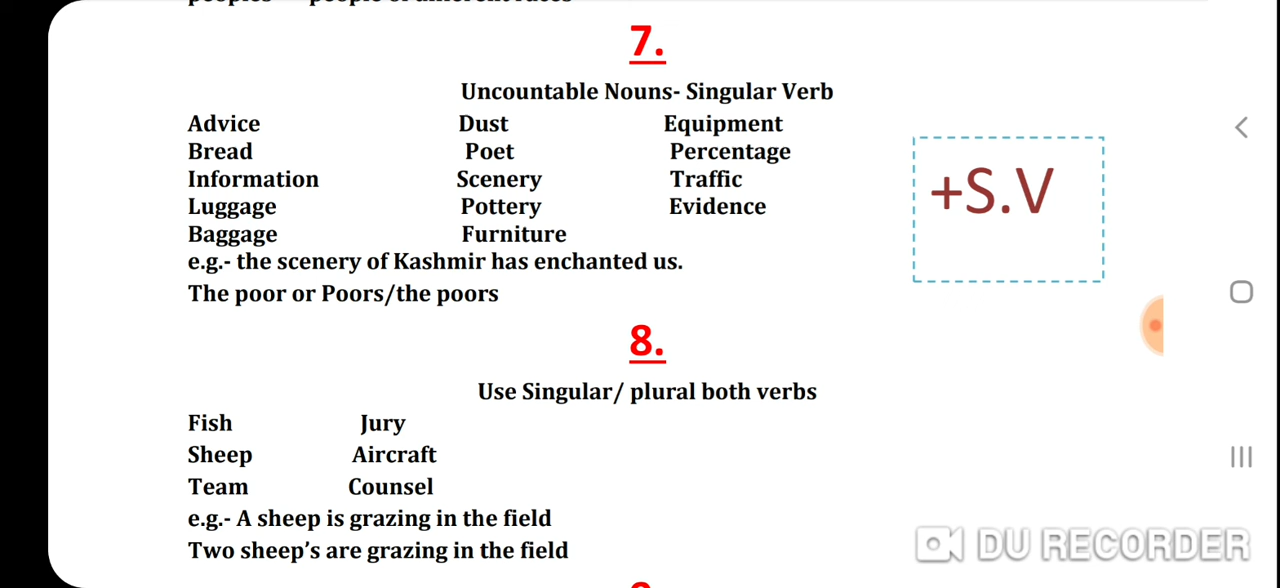 7.
Uncountable Nouns- Singular Verb
Advice Dust Equipment
Bread Poet Percentage
Information Scenery Traffic
Luggage Pottery Evidence
Baggage Furniture
+S.V
e.g.- the scenery of Kashmir has enchanted us.
The poor or Poors/the poors
8.
Use Singular/ plural both verbs
Fish Jury
Sheep Aircraft
Team Counsel
e.g.- A sheep is grazing in the field
Two sheep's are grazing in the field
DU RECORDER